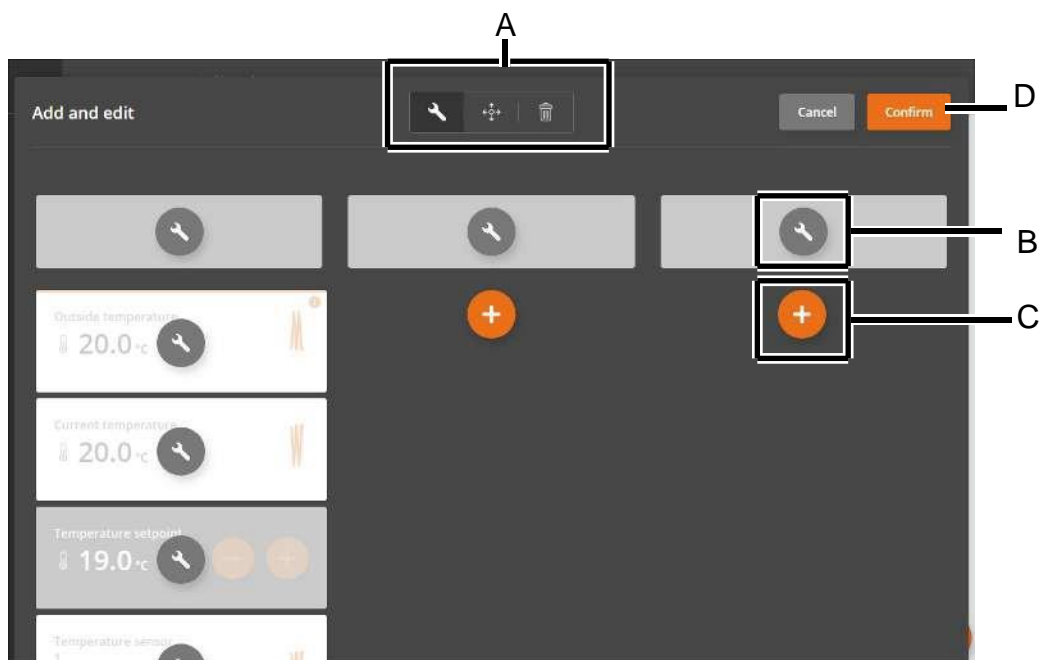 A
Add and edit
Cancel
Confirm
D
B
C
Outside temperature
20.0 °C
Current temperature
20.0 °C
Temperature setpoint
19.0 °C
Temperature sensor
1